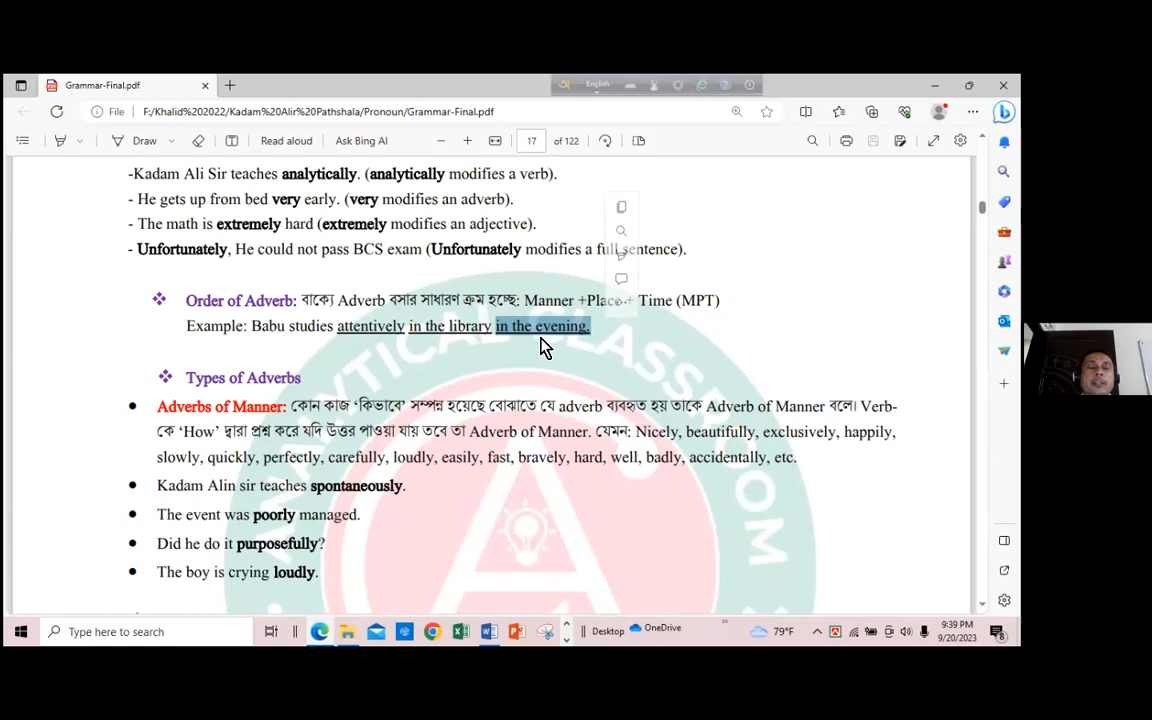 Grammar-Final.pdf
English
File F:/Khalid%202022/Kadam%20Alir%20Pathshala/Pronoun/Grammar-Final.pdf
Draw Read aloud Ask Bing AI 17 of 122
-Kadam Ali Sir teaches analytically. (analytically modifies a verb).
- He gets up from bed very early. (very modifies an adverb).
- The math is extremely hard (extremely modifies an adjective).
- Unfortunately, He could not pass BCS exam (Unfortunately modifies a full sentence).
❖ Order of Adverb: বাক্যে Adverb বসার সাধারণ ক্রম হচ্ছে: Manner +Place + Time (MPT)
Example: Babu studies attentively in the library in the evening.
❖ Types of Adverbs
● Adverbs of Manner: কোন কাজ ‘কিভাবে’ সম্পন্ন হয়েছে বোঝাতে যে adverb ব্যবহৃত হয় তাকে Adverb of Manner বলে। Verb-
কে ‘How’ দ্বারা প্রশ্ন করে যদি উত্তর পাওয়া যায় তবে তা Adverb of Manner. যেমন: Nicely, beautifully, exclusively, happily,
slowly, quickly, perfectly, carefully, loudly, easily, fast, bravely, hard, well, badly, accidentally, etc.
● Kadam Alin sir teaches spontaneously.
● The event was poorly managed.
● Did he do it purposefully?
● The boy is crying loudly.
ANALYTICAL CLASSROOM
Type here to search
Desktop
OneDrive
79°F
9:39 PM
9/20/2023
8